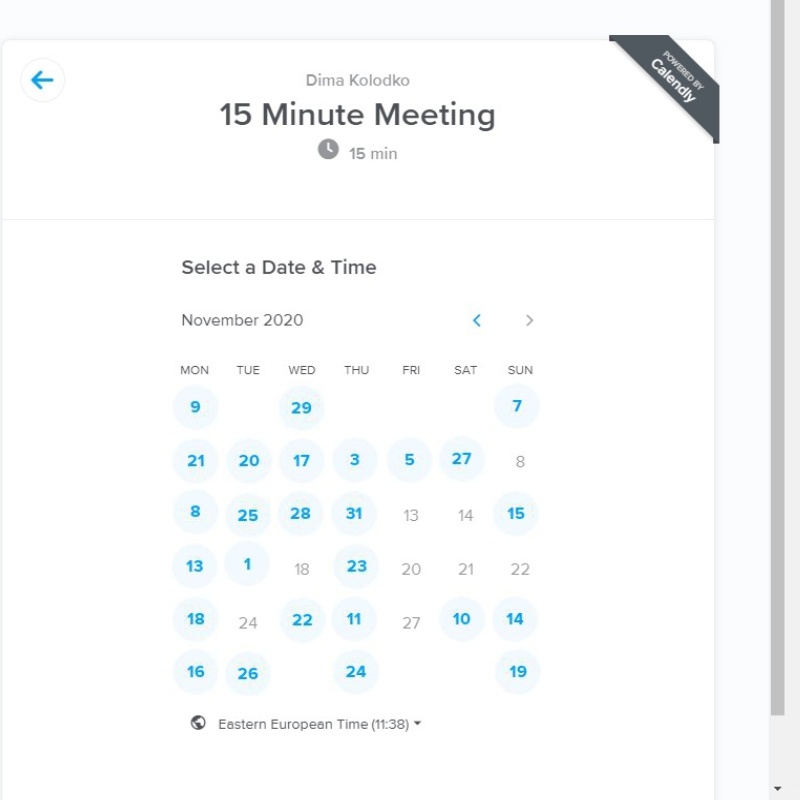 POWERED BY
Calendly
Dima Kolodko
15 Minute Meeting
15 min
Select a Date & Time
November 2020
MON TUE WED THU FRI SAT SUN
9 29 7
21 20 17 3 5 27 8
8 25 28 31 13 14 15
13 1 18 23 20 21 22
18 24 22 11 27 10 14
16 26 24 19
Eastern European Time (11:38)